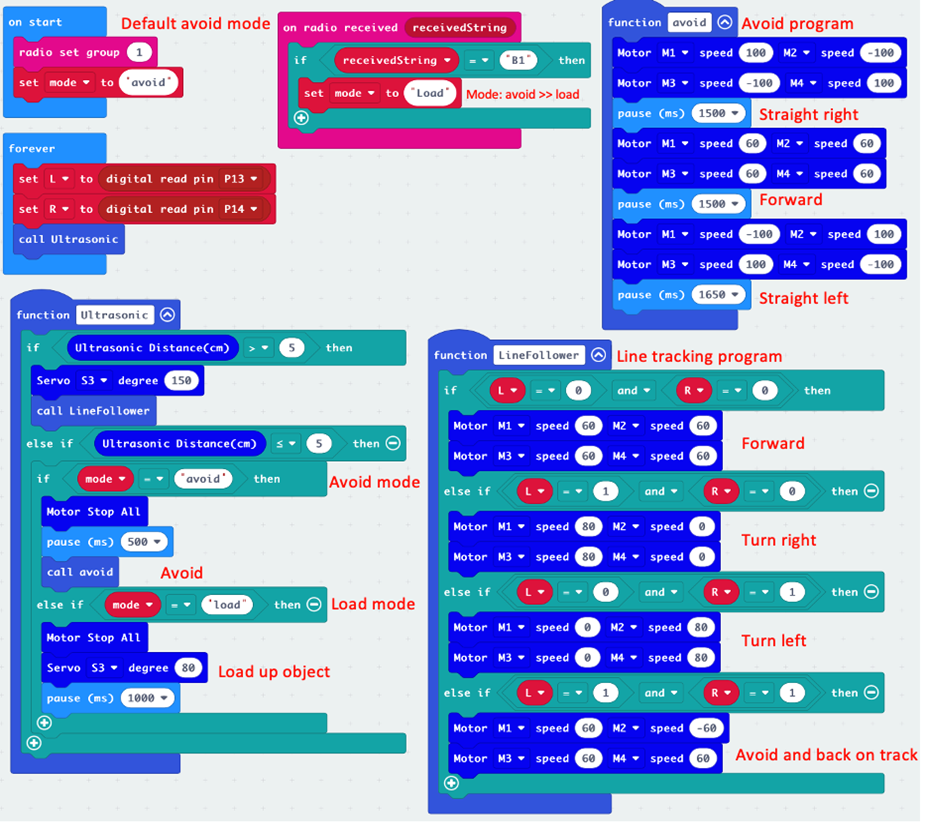 on start
Default avoid mode
radio set group 1
set mode to "avoid"
forever
set L to digital read pin P13
set R to digital read pin P14
call Ultrasonic
on radio received receivedString
if receivedString = "B1" then
set mode to "Load"
Mode: avoid >> load
function avoid
Avoid program
Motor M1 speed 100 M2 speed -100
Motor M3 speed -100 M4 speed 100
pause (ms) 1500
Straight right
Motor M1 speed 60 M2 speed 60
Motor M3 speed 60 M4 speed 60
pause (ms) 1500
Forward
Motor M1 speed -100 M2 speed 100
Motor M3 speed 100 M4 speed -100
pause (ms) 1650
Straight left
function Ultrasonic
if Ultrasonic Distance(cm) > 5 then
Servo S3 degree 150
call LineFollower
else if Ultrasonic Distance(cm) ≤ 5 then
if mode = "avoid" then
Avoid mode
Motor Stop All
pause (ms) 500
call avoid
Avoid
else if mode = "load" then
Load mode
Motor Stop All
Servo S3 degree 80
Load up object
pause (ms) 1000
function LineFollower
Line tracking program
if L = 0 and R = 0 then
Motor M1 speed 60 M2 speed 60
Motor M3 speed 60 M4 speed 60
Forward
else if L = 1 and R = 0 then
Motor M1 speed 80 M2 speed 0
Motor M3 speed 80 M4 speed 0
Turn right
else if L = 0 and R = 1 then
Motor M1 speed 0 M2 speed 80
Motor M3 speed 0 M4 speed 80
Turn left
else if L = 1 and R = 1 then
Motor M1 speed 60 M2 speed -60
Motor M3 speed 60 M4 speed 60
Avoid and back on track